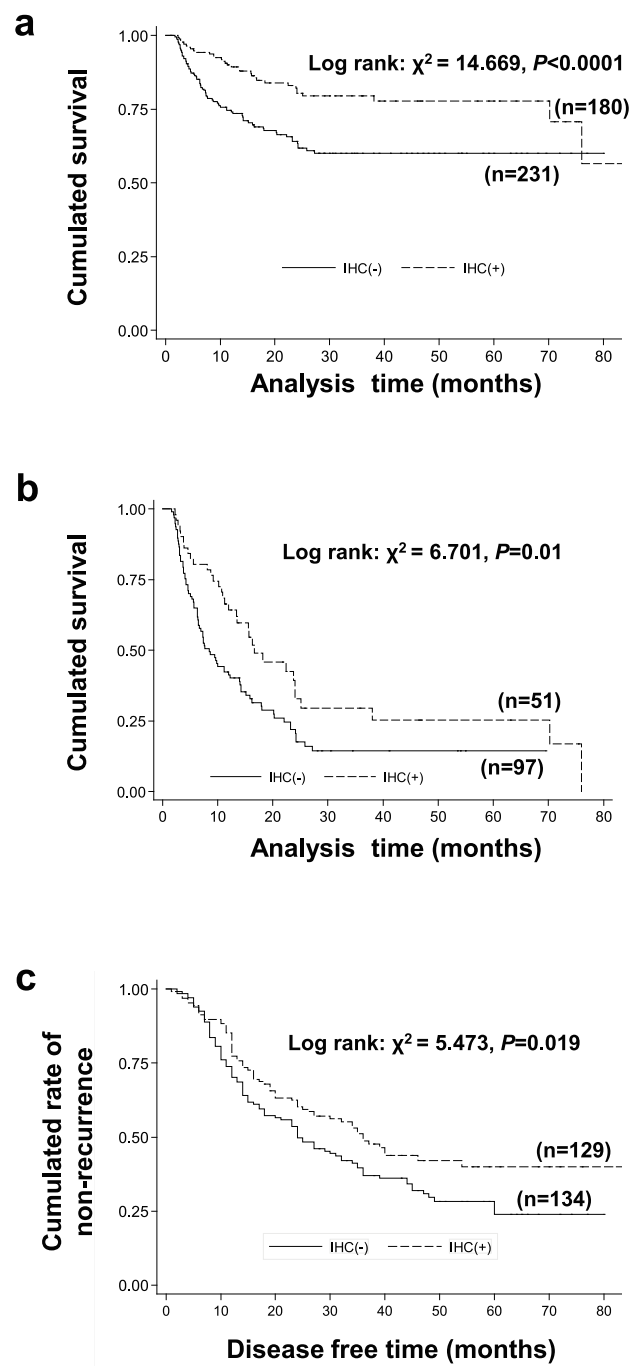 a
Cumulated survival
1.00
0.75
0.50
0.25
0.00
Log rank: χ² = 14.669, P<0.0001
(n=180)
(n=231)
IHC(-) IHC(+)
0 10 20 30 40 50 60 70 80
Analysis time (months)
b
Cumulated survival
1.00
0.75
0.50
0.25
0.00
Log rank: χ² = 6.701, P=0.01
(n=51)
(n=97)
IHC(-) IHC(+)
0 10 20 30 40 50 60 70 80
Analysis time (months)
c
Cumulated rate of
non-recurrence
1.00
0.75
0.50
0.25
0.00
Log rank: χ² = 5.473, P=0.019
(n=129)
(n=134)
IHC(-) IHC(+)
0 10 20 30 40 50 60 70 80
Disease free time (months)